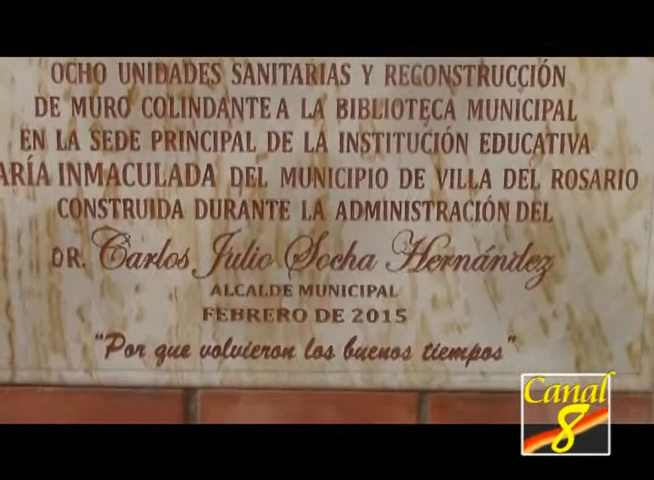 OCHO UNIDADES SANITARIAS Y RECONSTRUCCIÓN
DE MURO COLINDANTE A LA BIBLIOTECA MUNICIPAL
EN LA SEDE PRINCIPAL DE LA INSTITUCIÓN EDUCATIVA
ARÍA INMACULADA DEL MUNICIPIO DE VILLA DEL ROSARIO
CONSTRUIDA DURANTE LA ADMINISTRACIÓN DEL
DR. Carlos Julio Socha Hernández
ALCALDE MUNICIPAL
FEBRERO DE 2015
"Por que volvieron los buenos tiempos"
Canal
8